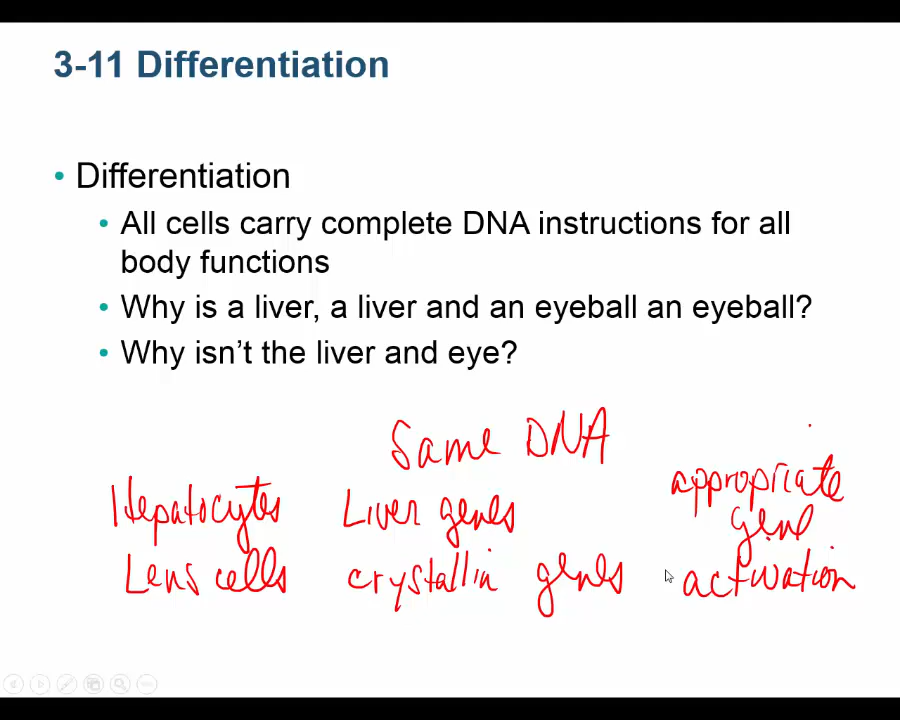 3-11 Differentiation
• Differentiation
• All cells carry complete DNA instructions for all
body functions
• Why is a liver, a liver and an eyeball an eyeball?
• Why isn’t the liver and eye?
Same DNA
Hepatocytes Liver genes
Lens cells crystallin genes
appropriate
gene
activation